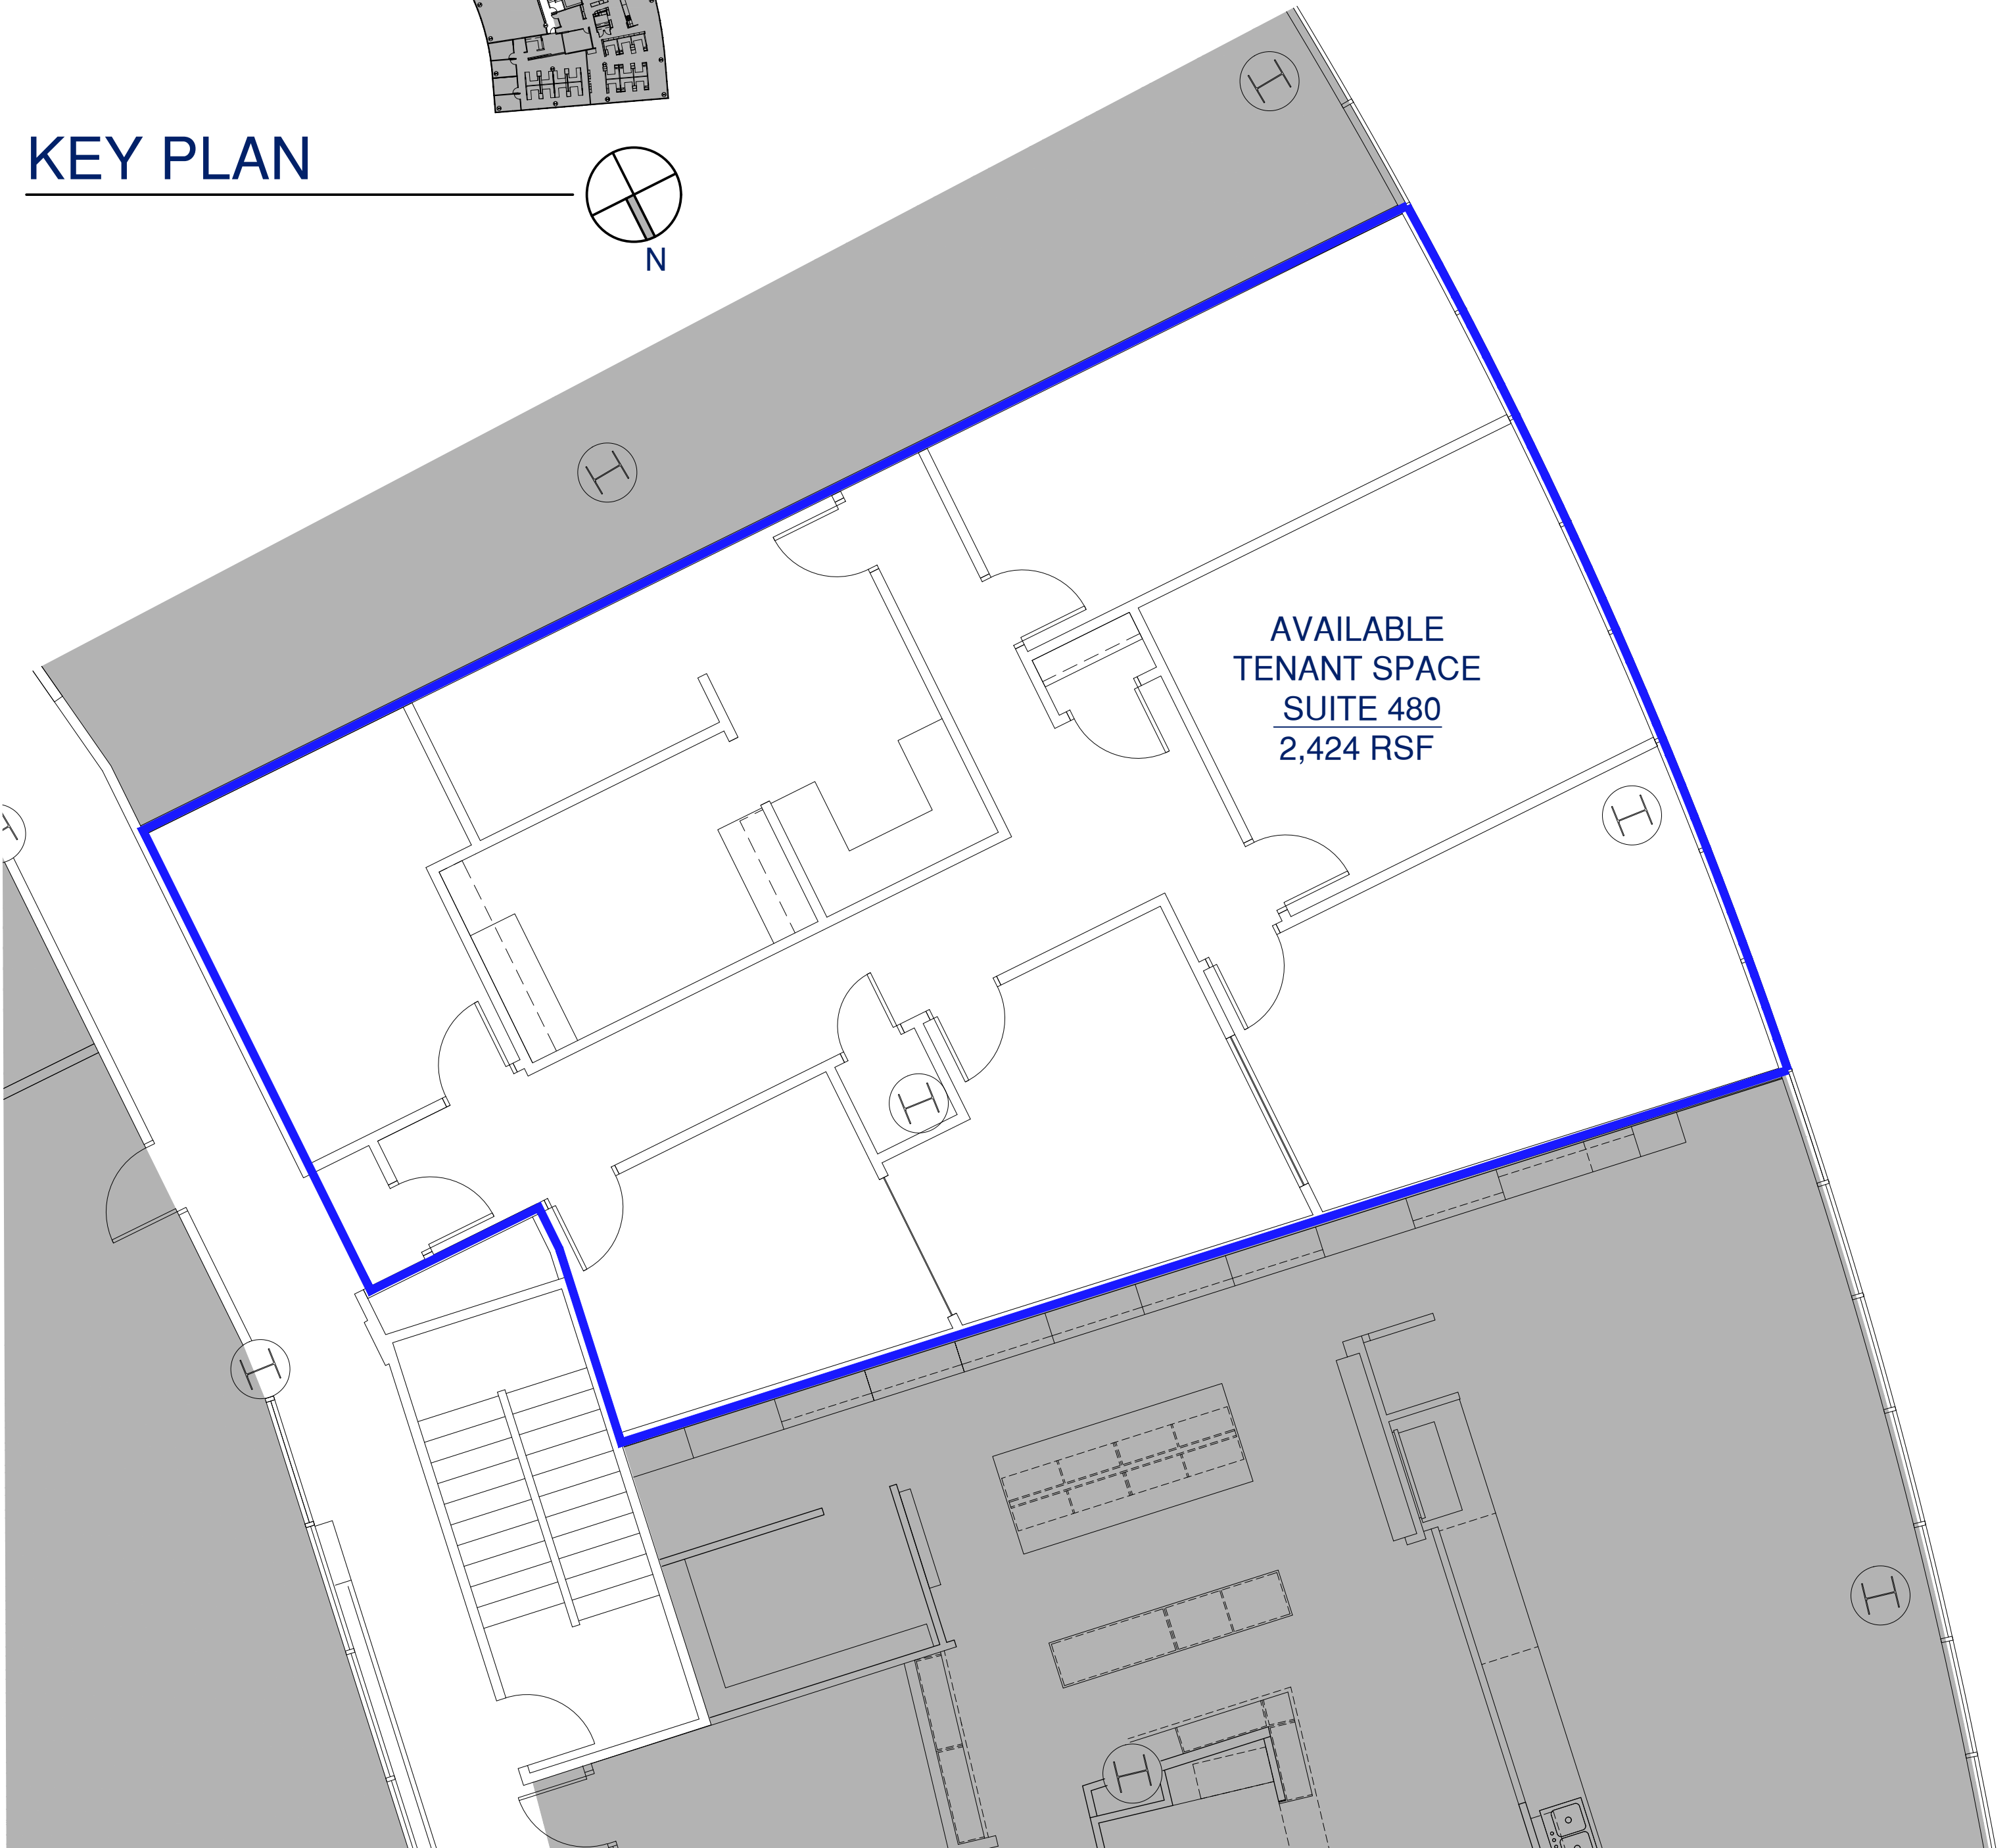 KEY PLAN
N
AVAILABLE
TENANT SPACE
SUITE 480
2,424 RSF